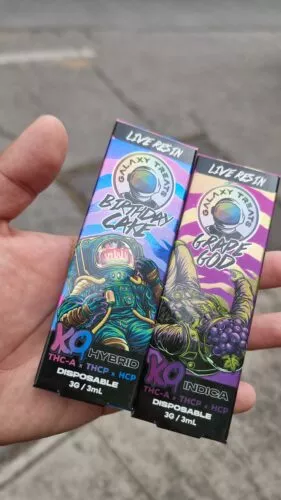 LIVE RESIN
GALAXY TREATS
BIRTHDAY
CAKE
XO
HYBRID
THC-A x THCP x HCP
DISPOSABLE
3G / 3mL
LIVE RESIN
GALAXY TREATS
GRAPE
GOD
XO
INDICA
THC-A x THCP x HCP
DISPOSABLE
3G / 3mL